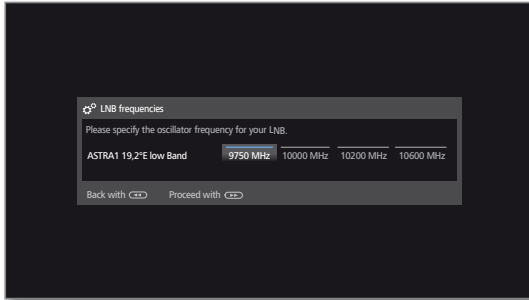 LNB frequencies
Please specify the oscillator frequency for your LNB.
ASTRA1 19,2°E low Band 9750 MHz 10000 MHz 10200 MHz 10600 MHz
Back with Proceed with